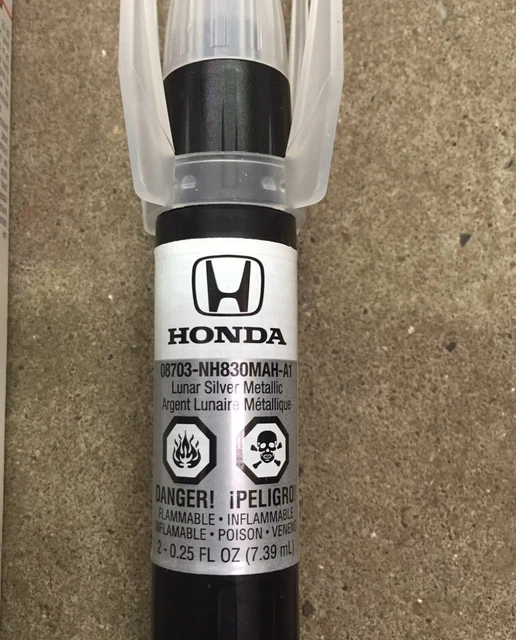 HONDA
08703-NH830MAH-A1
Lunar Silver Metallic
Argent Lunaire Métallique
DANGER! ¡PELIGRO
FLAMMABLE • INFLAMMABLE
INFLAMABLE • POISON • VENENO
2 - 0.25 FL OZ (7.39 mL)